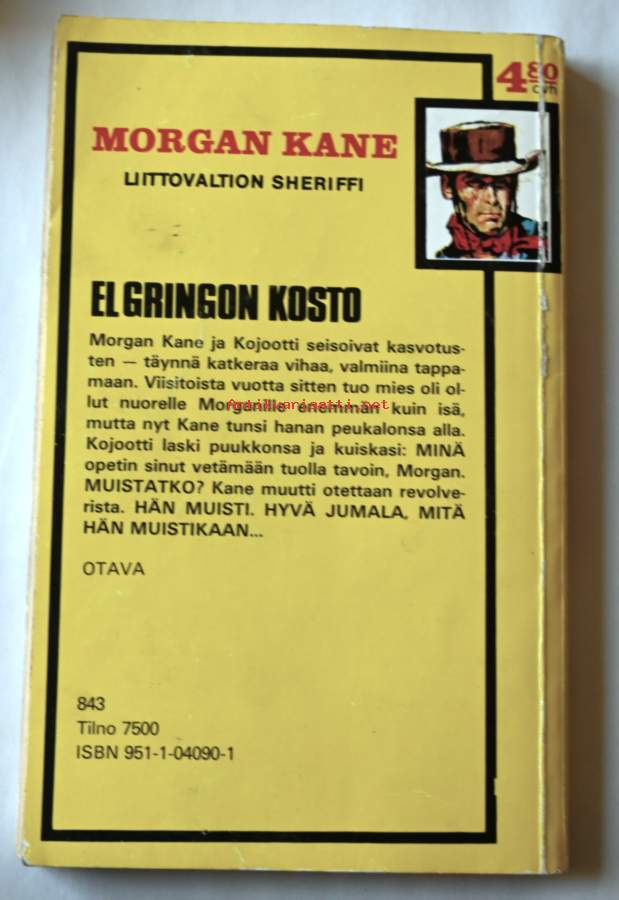 4 80
ovh
MORGAN KANE
LIITTOVALTION SHERIFFI
EL GRINGON KOSTO
Morgan Kane ja Kojootti seisoivat kasvotus-
ten — täynnä katkeraa vihaa, valmiina tappa-
maan. Viisitoista vuotta sitten tuo mies oli ol-
lut nuorelle Morganille enemmän kuin isä,
Antikvariaatti.net
mutta nyt Kane tunsi hanan peukalonsa alla.
Kojootti laski puukkonsa ja kuiskasi: MINÄ
opetin sinut vetämään tuolla tavoin, Morgan.
MUISTATKO? Kane muutti otettaan revolve-
rista. HÄN MUISTI. HYVÄ JUMALA, MITÄ
HÄN MUISTIKAAN...
OTAVA
843
Tilno 7500
ISBN 951-1-04090-1